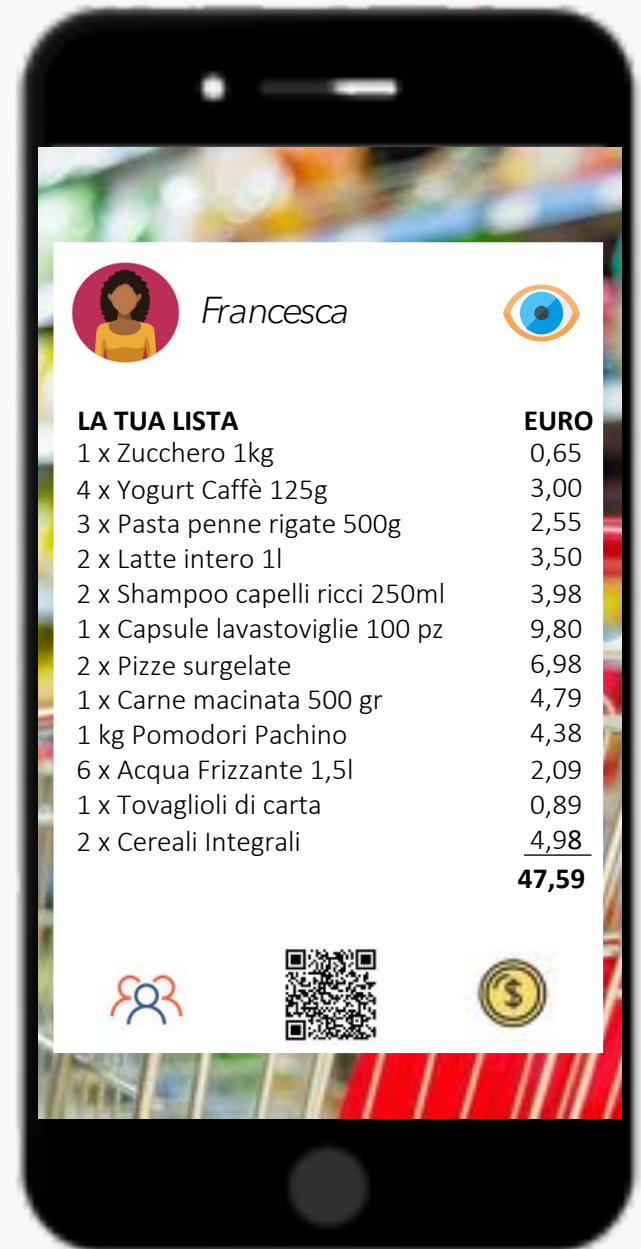 Francesca
LA TUA LISTA EURO
1 x Zucchero 1kg 0,65
4 x Yogurt Caffè 125g 3,00
3 x Pasta penne rigate 500g 2,55
2 x Latte intero 1l 3,50
2 x Shampoo capelli ricci 250ml 3,98
1 x Capsule lavastoviglie 100 pz 9,80
2 x Pizze surgelate 6,98
1 x Carne macinata 500 gr 4,79
1 kg Pomodori Pachino 4,38
6 x Acqua Frizzante 1,5l 2,09
1 x Tovaglioli di carta 0,89
2 x Cereali Integrali 4,98
47,59
$